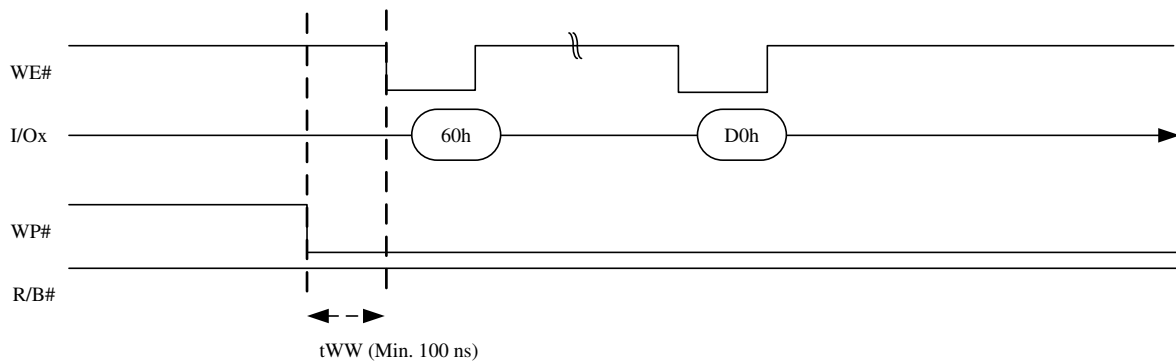 WE#
I/Ox
60h
D0h
WP#
R/B#
tWW (Min. 100 ns)